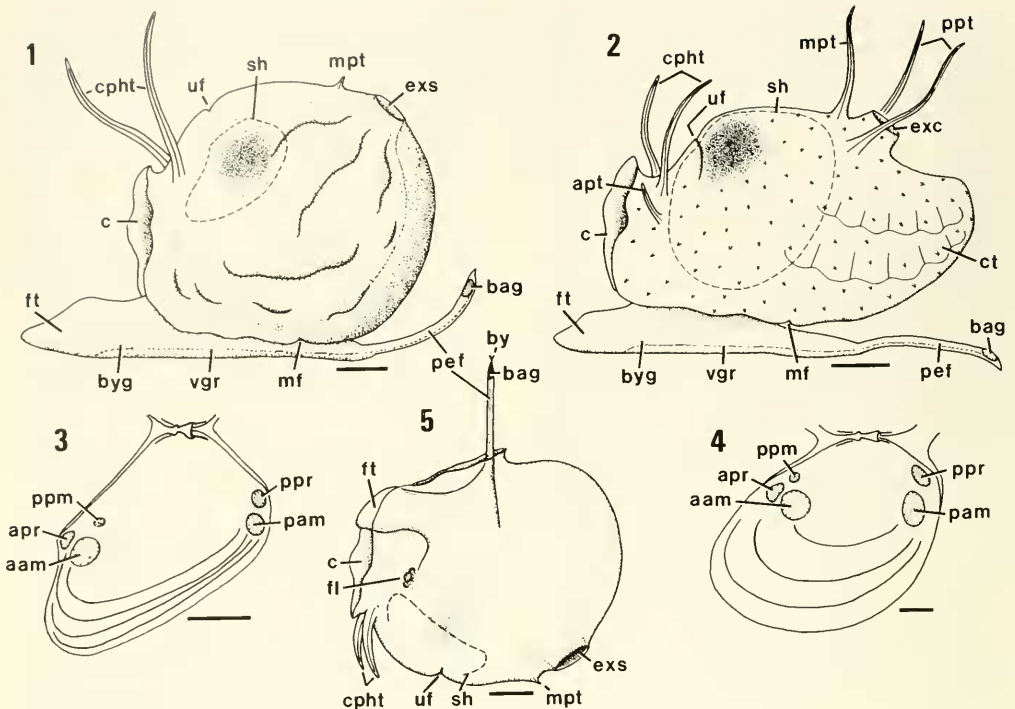 1
cpht
uf
sh
mpt
exs
c
ft
byg
vgr
mf
pef
bag
2
cpht
uf
apt
sh
mpt
ppt
exc
c
ct
ft
byg
vgr
mf
pef
bag
3
ppm
apr
aam
ppr
pam
5
by
bag
ft
c
fl
cpht
uf
sh
mpt
exs
4
ppm
apr
aam
ppr
pam